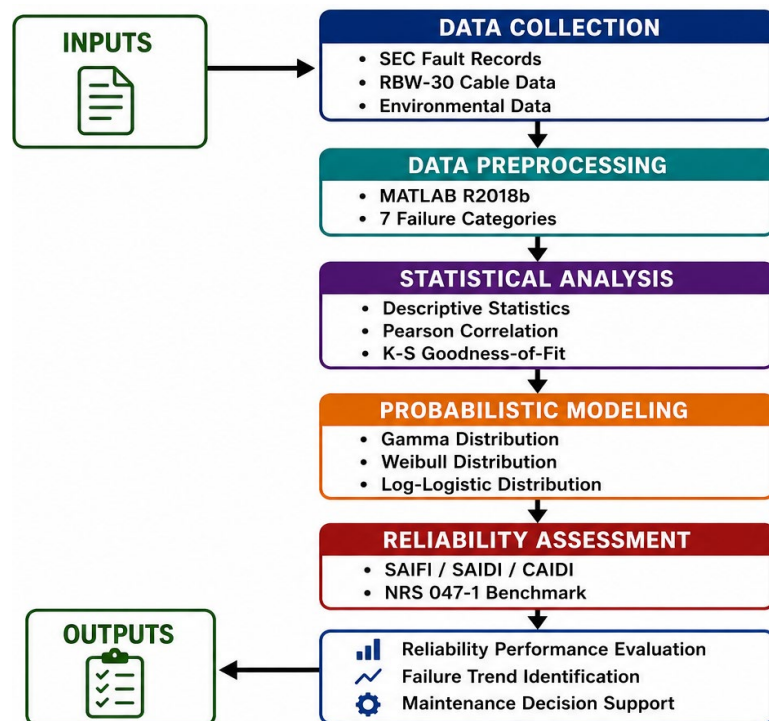 INPUTS
DATA COLLECTION
• SEC Fault Records
• RBW-30 Cable Data
• Environmental Data
DATA PREPROCESSING
• MATLAB R2018b
• 7 Failure Categories
STATISTICAL ANALYSIS
• Descriptive Statistics
• Pearson Correlation
• K-S Goodness-of-Fit
PROBABILISTIC MODELING
• Gamma Distribution
• Weibull Distribution
• Log-Logistic Distribution
RELIABILITY ASSESSMENT
• SAIFI / SAIDI / CAIDI
• NRS 047-1 Benchmark
Reliability Performance Evaluation
Failure Trend Identification
Maintenance Decision Support
OUTPUTS